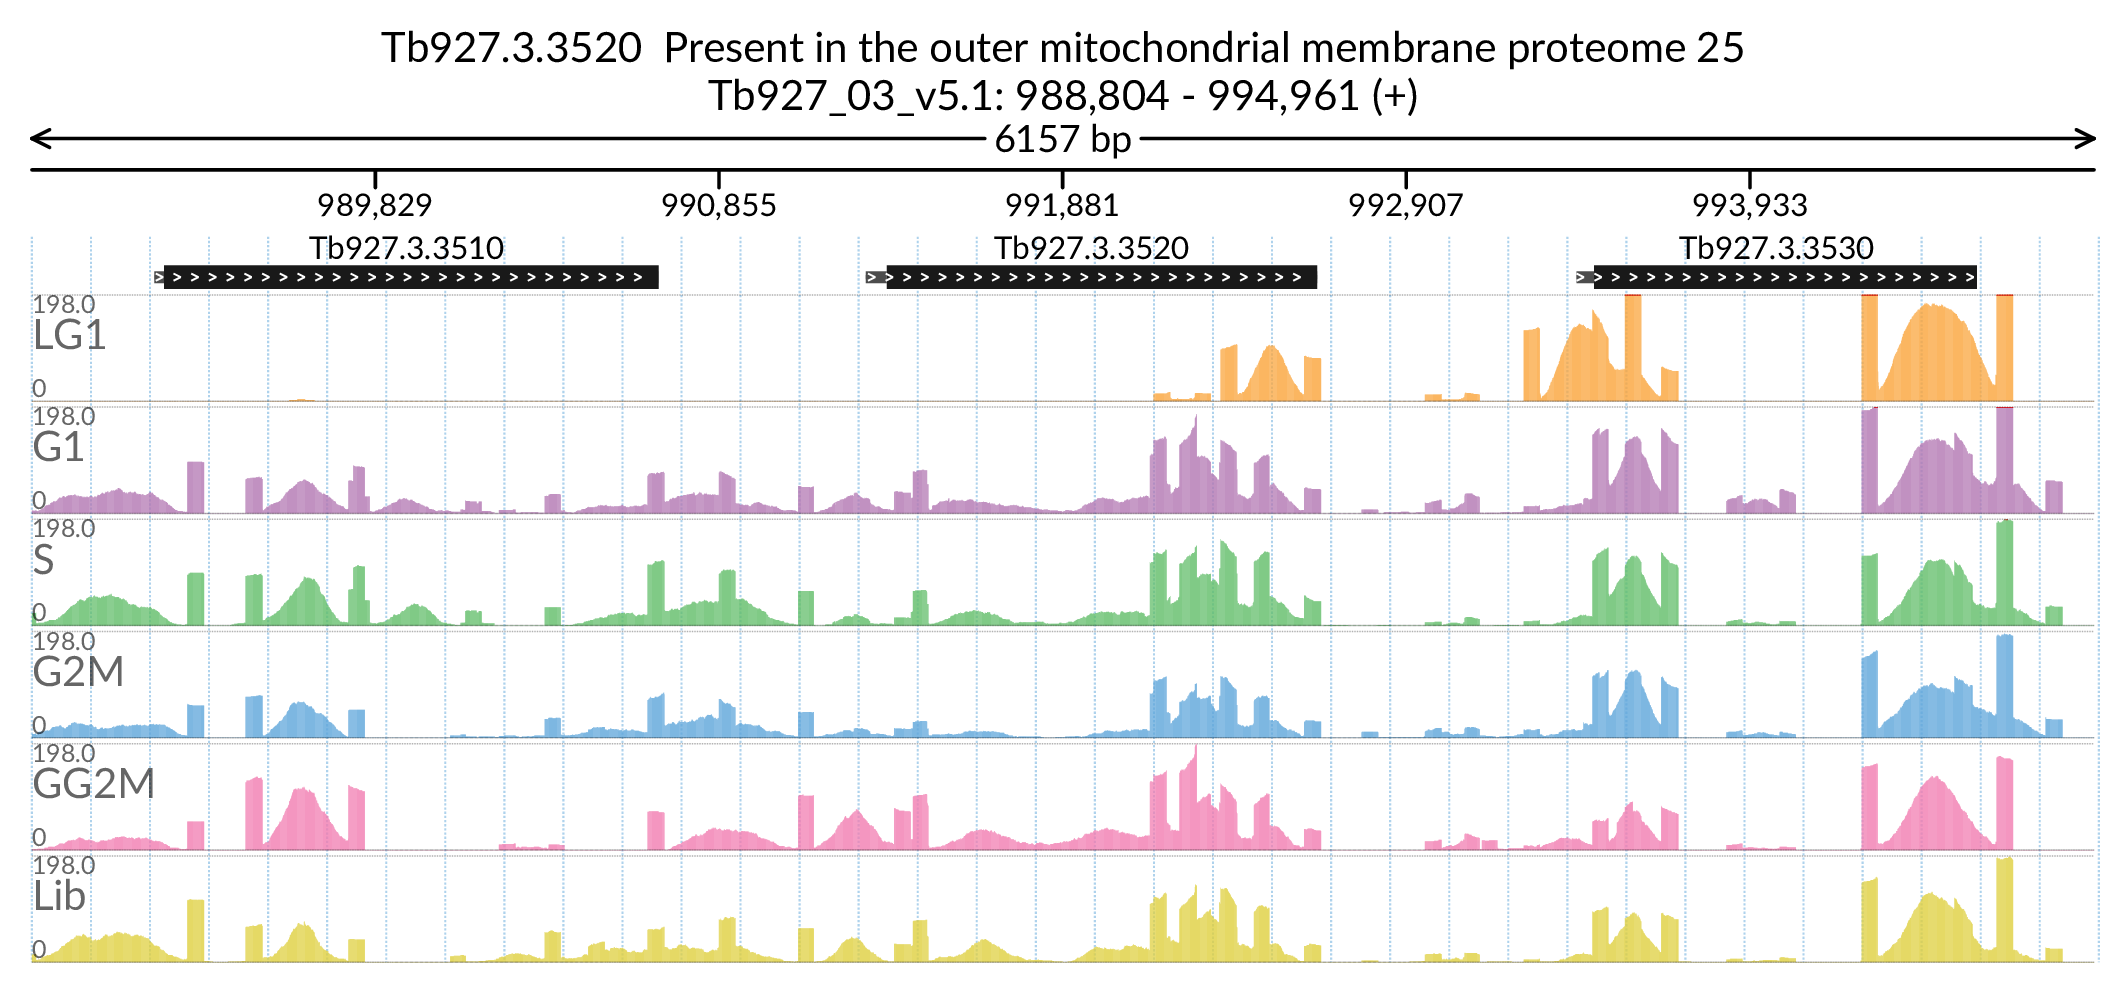 Tb927.3.3520  Present in the outer mitochondrial membrane proteome 25
Tb927_03_v5.1: 988,804 - 994,961 (+)
6157 bp
989,829 990,855 991,881 992,907 993,933
Tb927.3.3510 Tb927.3.3520 Tb927.3.3530
198.0
LG1
0
198.0
G1
0
198.0
S
0
198.0
G2M
0
198.0
GG2M
0
198.0
Lib
0